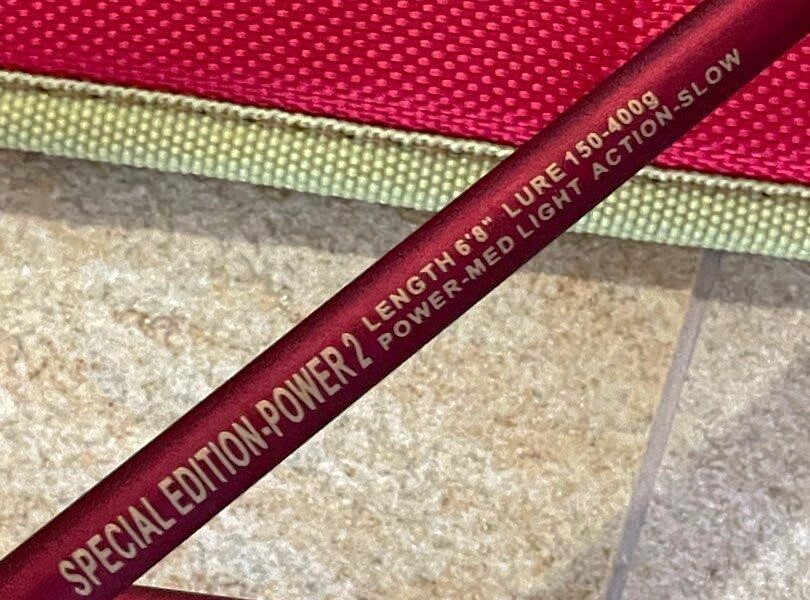 SPECIAL EDITION-POWER 2
LENGTH 6'8" LURE 150-400g
POWER-MED LIGHT ACTION-SLOW